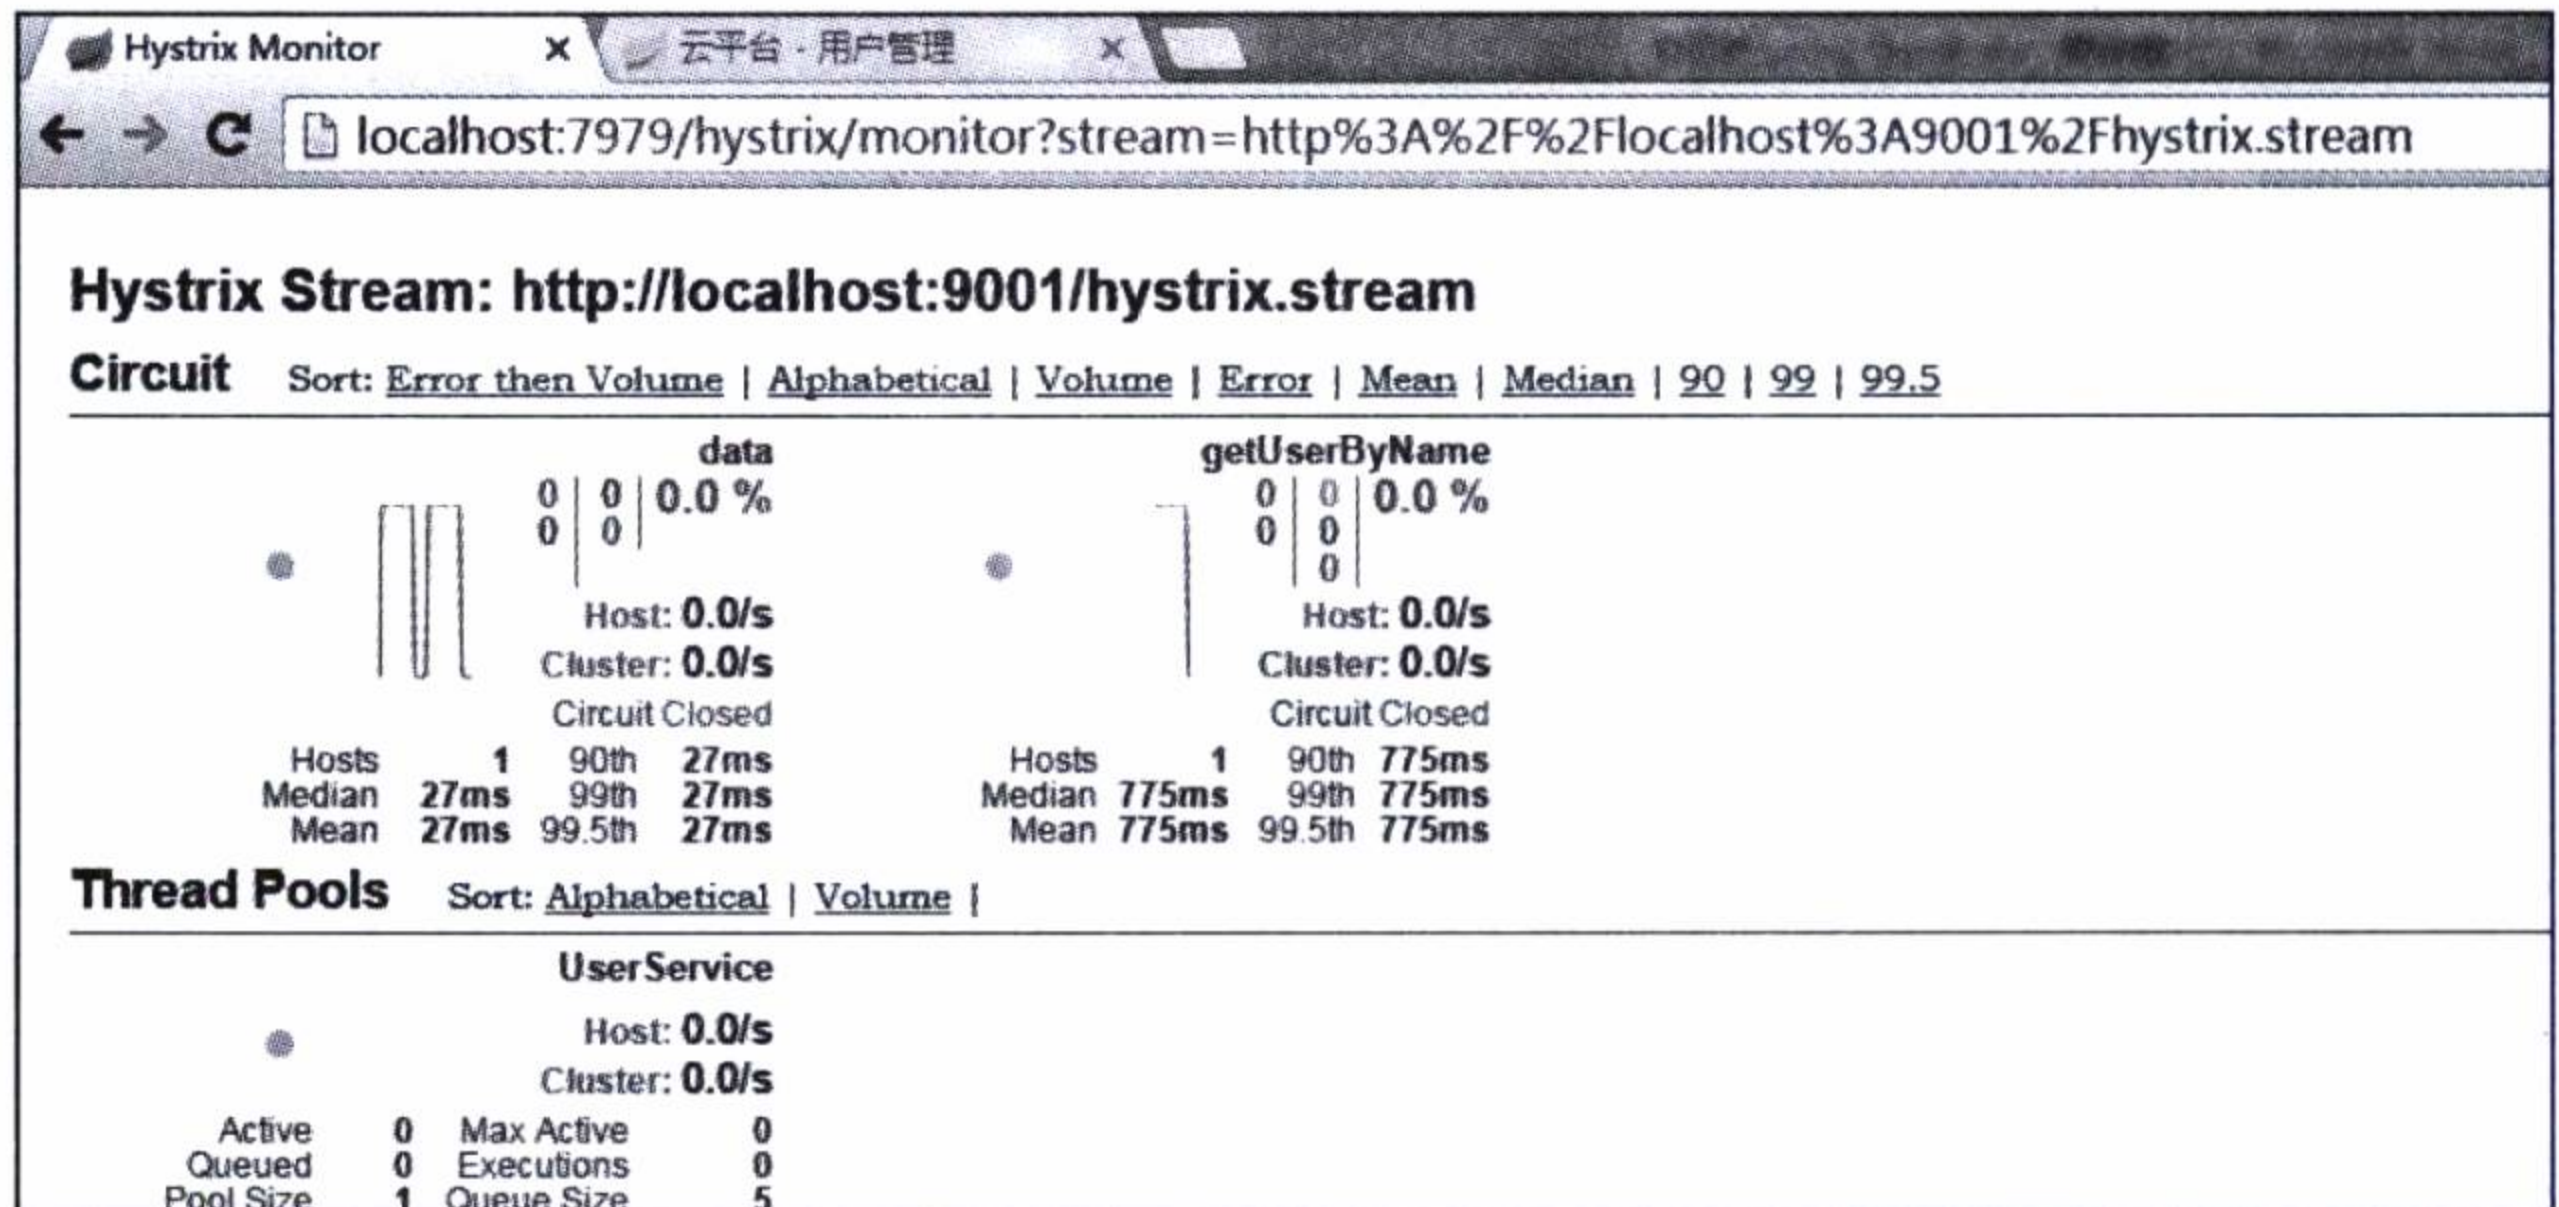 Hystrix Monitor × 云平台 - 用户管理 ×
localhost:7979/hystrix/monitor?stream=http%3A%2F%2Flocalhost%3A9001%2Fhystrix.stream
Hystrix Stream: http://localhost:9001/hystrix.stream
Circuit Sort: Error then Volume | Alphabetical | Volume | Error | Mean | Median | 90 | 99 | 99.5
data
0 | 0 | 0.0 %
0 | 0 |
Host: 0.0/s
Cluster: 0.0/s
Circuit Closed
Hosts 1 90th 27ms
Median 27ms 99th 27ms
Mean 27ms 99.5th 27ms
getUserByName
0 | 0 | 0.0 %
0 | 0 |
0
Host: 0.0/s
Cluster: 0.0/s
Circuit Closed
Hosts 1 90th 775ms
Median 775ms 99th 775ms
Mean 775ms 99.5th 775ms
Thread Pools Sort: Alphabetical | Volume |
UserService
Host: 0.0/s
Cluster: 0.0/s
Active 0 Max Active 0
Queued 0 Executions 0
Pool Size 1 Queue Size 5